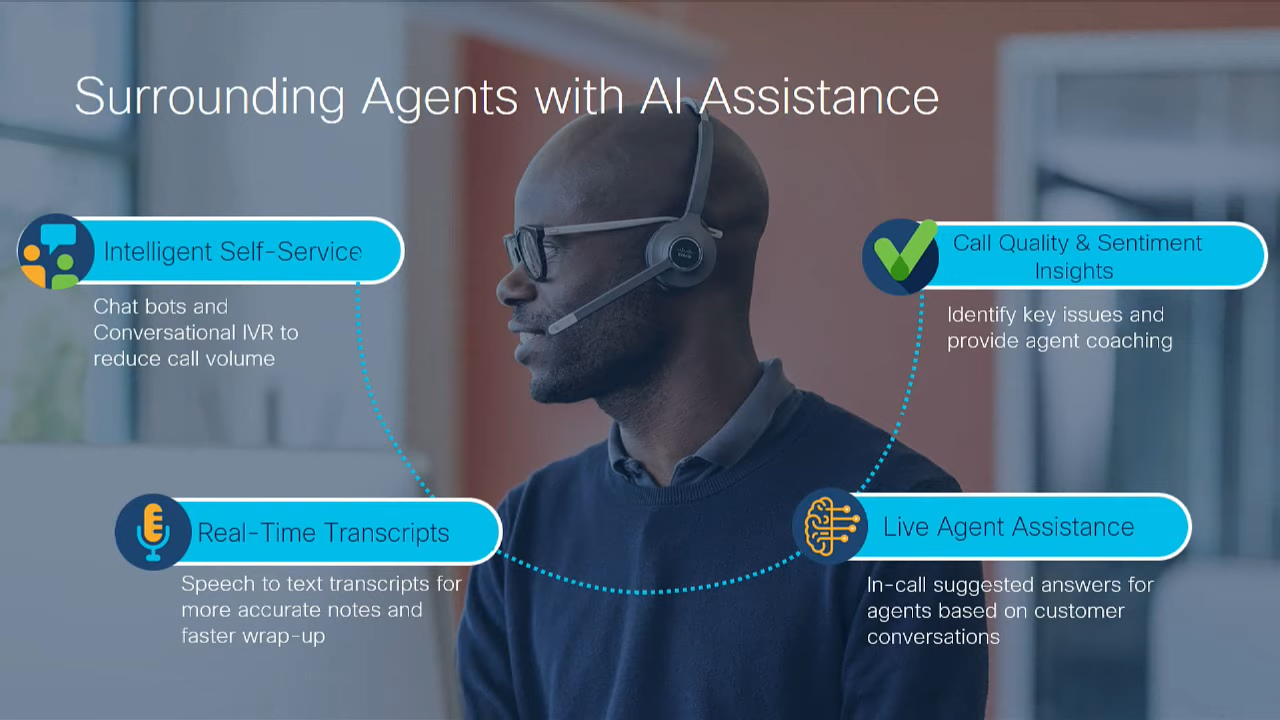 Surrounding Agents with AI Assistance
Intelligent Self-Service
Chat bots and
Conversational IVR to
reduce call volume
Call Quality & Sentiment
Insights
Identify key issues and
provide agent coaching
Real-Time Transcripts
Speech to text transcripts for
more accurate notes and
faster wrap-up
Live Agent Assistance
In-call suggested answers for
agents based on customer
conversations